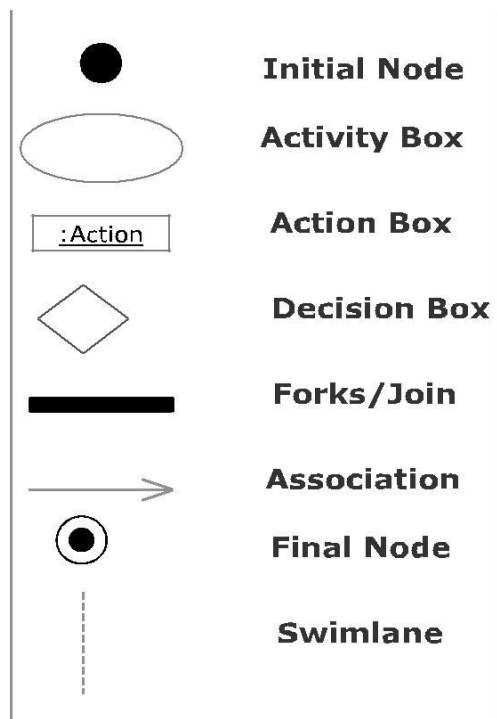 Initial Node
Activity Box
:Action
Action Box
Decision Box
Forks/Join
Association
Final Node
Swimlane